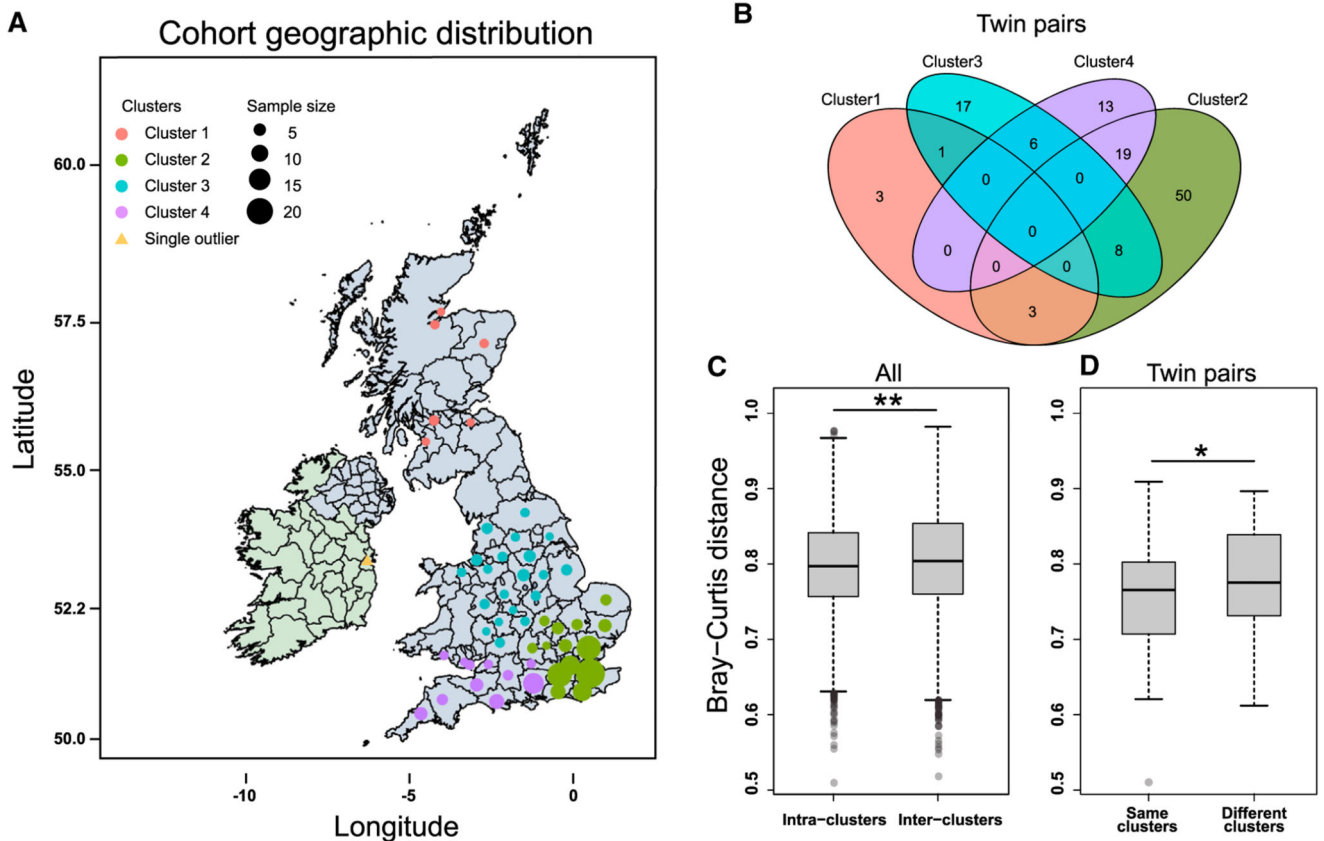 A
Cohort geographic distribution
Clusters
Sample size
Cluster 1
5
Cluster 2
10
Cluster 3
15
Cluster 4
20
Single outlier
60.0
57.5
55.0
52.2
50.0
Latitude
-10
-5
0
Longitude
B
Twin pairs
Cluster3
Cluster4
Cluster1
Cluster2
17
13
1
6
19
3
0
0
50
0
0
8
0
0
3
C
All
**
1.0
0.9
0.8
0.7
0.6
0.5
Bray−Curtis distance
Intra−clusters
Inter−clusters
D
Twin pairs
*
1.0
0.9
0.8
0.7
0.6
0.5
Same
clusters
Different
clusters